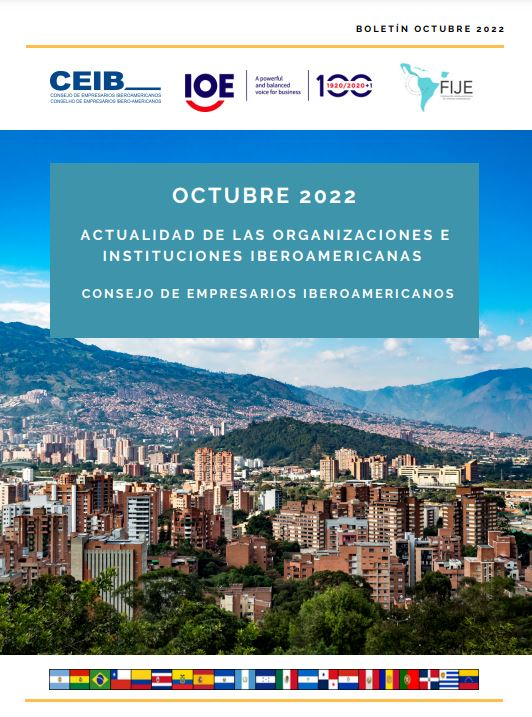 BOLETÍN OCTUBRE 2022
CEIB
CONSEJO DE EMPRESARIOS IBEROAMERICANOS
CONSELHO DE EMPRESÁRIOS IBERO-AMERICANOS
IOE
A powerful
and balanced
voice for business
100
1920/2020+1
FIJE
OCTUBRE 2022
ACTUALIDAD DE LAS ORGANIZACIONES E
INSTITUCIONES IBEROAMERICANAS
CONSEJO DE EMPRESARIOS IBEROAMERICANOS